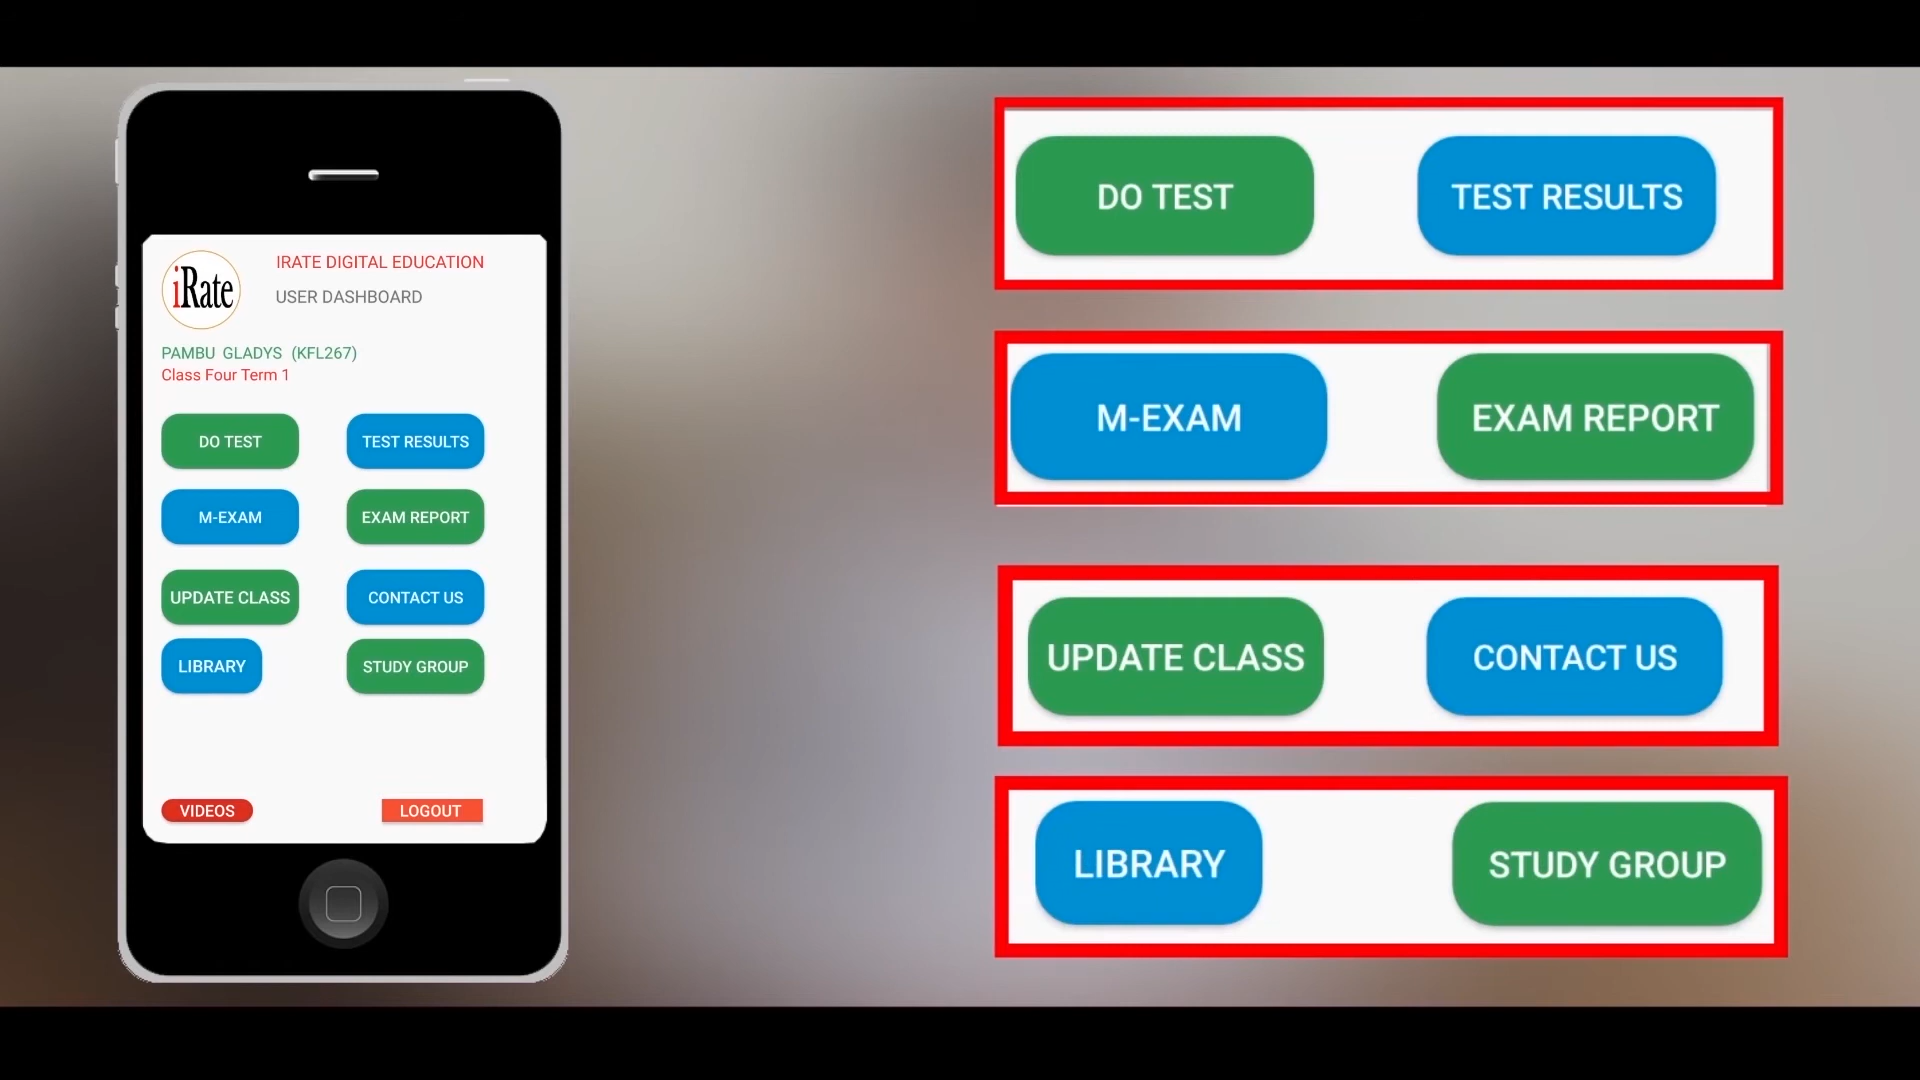 iRate
IRATE DIGITAL EDUCATION
USER DASHBOARD
PAMBU GLADYS (KFL267)
Class Four Term 1
DO TEST
TEST RESULTS
M-EXAM
EXAM REPORT
UPDATE CLASS
CONTACT US
LIBRARY
STUDY GROUP
VIDEOS
LOGOUT
DO TEST
TEST RESULTS
M-EXAM
EXAM REPORT
UPDATE CLASS
CONTACT US
LIBRARY
STUDY GROUP